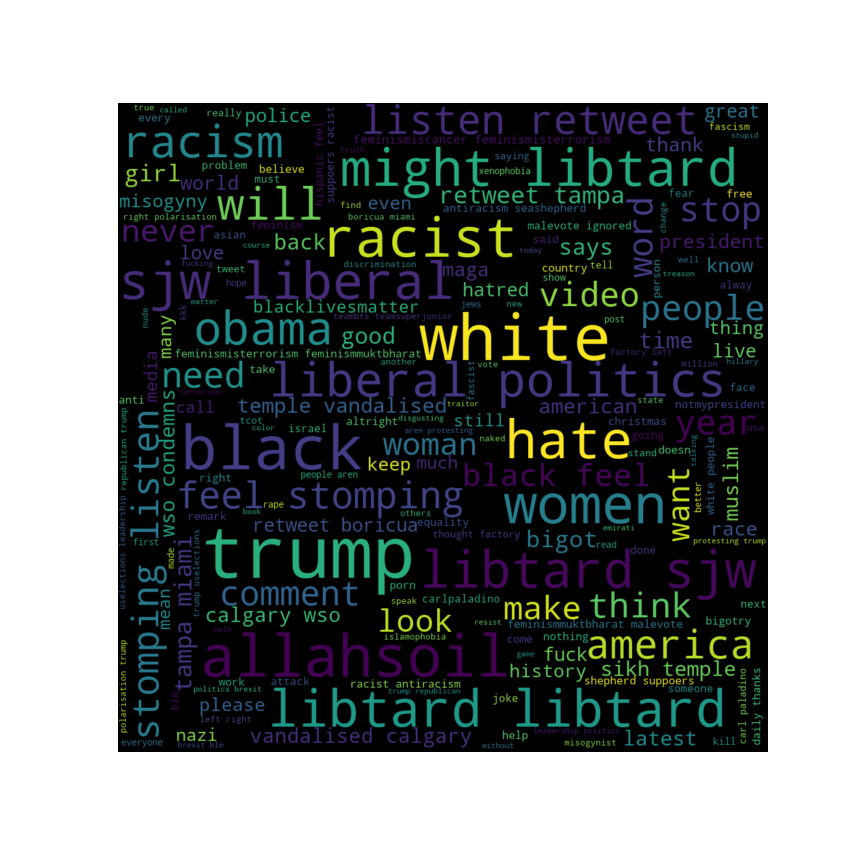 true called
every
really police
listen retweet
great
fascism
stupid
racism
feminismiscancer feminismisterrorism
thank
truth
saying
might libtard
xenophobia
girl
problem
believe
world
must
hispanic feel
suppoers racist
misogyny
will
find
even
retweet tampa
fear
free
change
stop
right polarisation
boricua miami
antiracism seashepherd
malevote ignored
word
never
feminism
asian
course
back
racist
said
today
says
president
love
fucking
tweet
discrimination
maga
country
tell
person
well
know
treason
sjw liberal
hope
hatred
show
video
alway
kkk
matter
blacklivesmatter
jews
new
people
nude
teambts teamsuperjunior
post
obama
good
white
time
thing
many
feminismisterrorism feminismmuktbharat
factory left
live
another
vote
million
hillary
media
need
take
liberal politics
fascist
face
anti
terrorism
state
call
temple vandalised
traitor
american
notmypresident
tcot
altright
disgusting
christmas
year
usa
color
israel
still
going
republican trump
wso condemns
black
aren protesting
woman
naked
hate
stand
doesn
talking
white people
keep
much
right
people aren
black feel
better
muslim
listen
feel stomping
rape
book
others
women
want
remark
retweet boricua
equality
emirati
race
first
thought factory
bigot
read
protesting trump
uselections leadership
trump uselections
made
trump
done
libtard sjw
porn
comment
speak
carlpaladino
make
think
next
stomping
mean
tampa miami
calgary wso
look
resist
feminismmuktbharat malevote
bigotry
male
islamophobia
come
nothing
allahsoil
game
fuck
america
history
sikh temple
polarisation trump
work
attack
racist antiracism
shepherd suppoers
someone
carl paladino
daily thanks
politics brexit
trump republican
joke
blm
please
left right
libtard libtard
nazi
vandalised calgary
help
leadership politics
latest
kill
everyone
brexit blm
without
misogynist